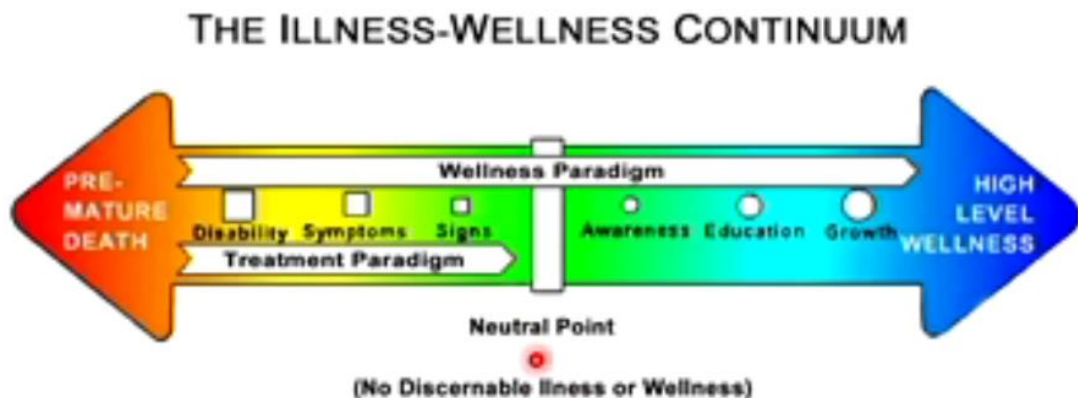 THE ILLNESS-WELLNESS CONTINUUM
Wellness Paradigm
PRE-
MATURE
DEATH
Disability Symptoms Signs Awareness Education Growth
HIGH
LEVEL
WELLNESS
Treatment Paradigm
Neutral Point
(No Discernable Ilness or Wellness)